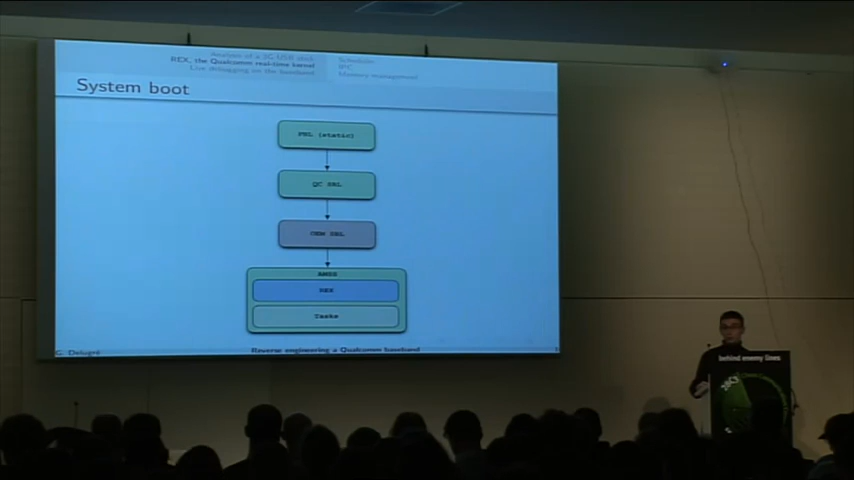 Analysis of a 3G USB stick
REX, the Qualcomm real-time kernel
Live debugging on the baseband
Scheduler
IPC
Memory management
System boot
PBL (static)
QC SBL
OEM SBL
AMSS
REX
Tasks
G. Delugré
Reverse engineering a Qualcomm baseband
behind enemy lines